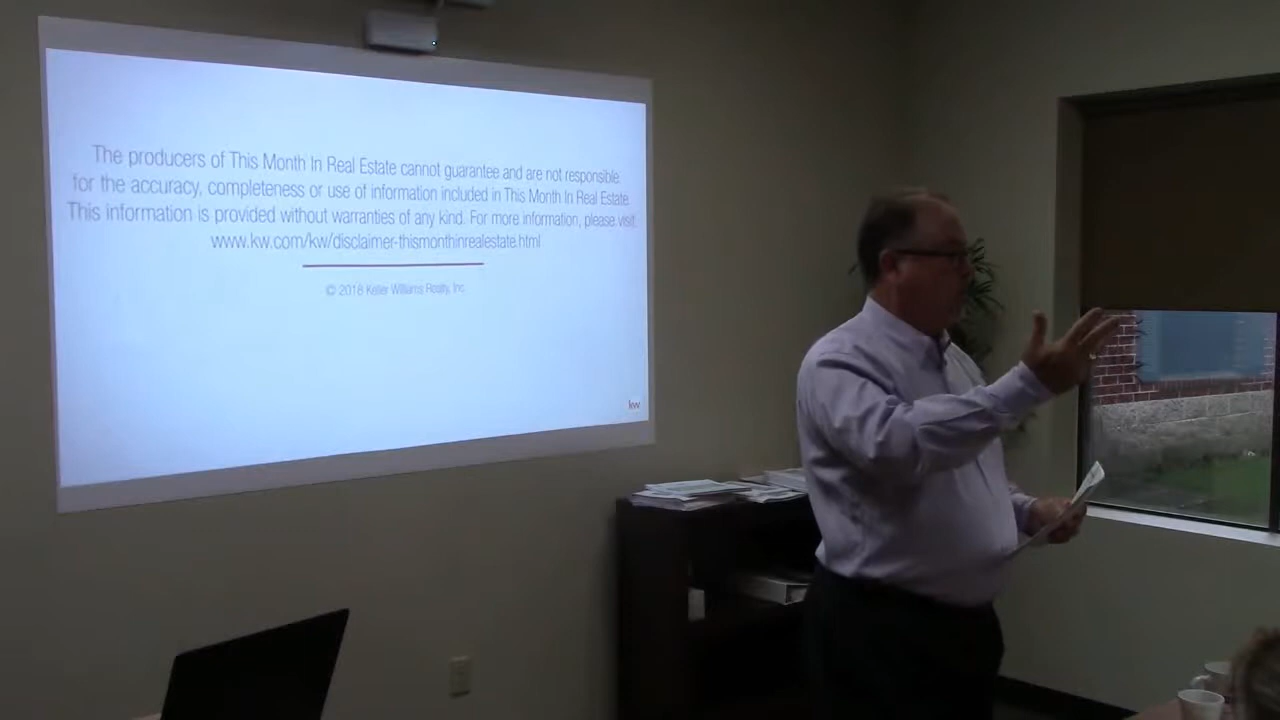 The producers of This Month In Real Estate cannot guarantee and are not responsible
for the accuracy, completeness or use of information included in This Month In Real Estate.
This information is provided without warranties of any kind. For more information, please visit
www.kw.com/kw/disclaimer-thismonthinrealestate.html
© 2018 Keller Williams Realty, Inc.
kw